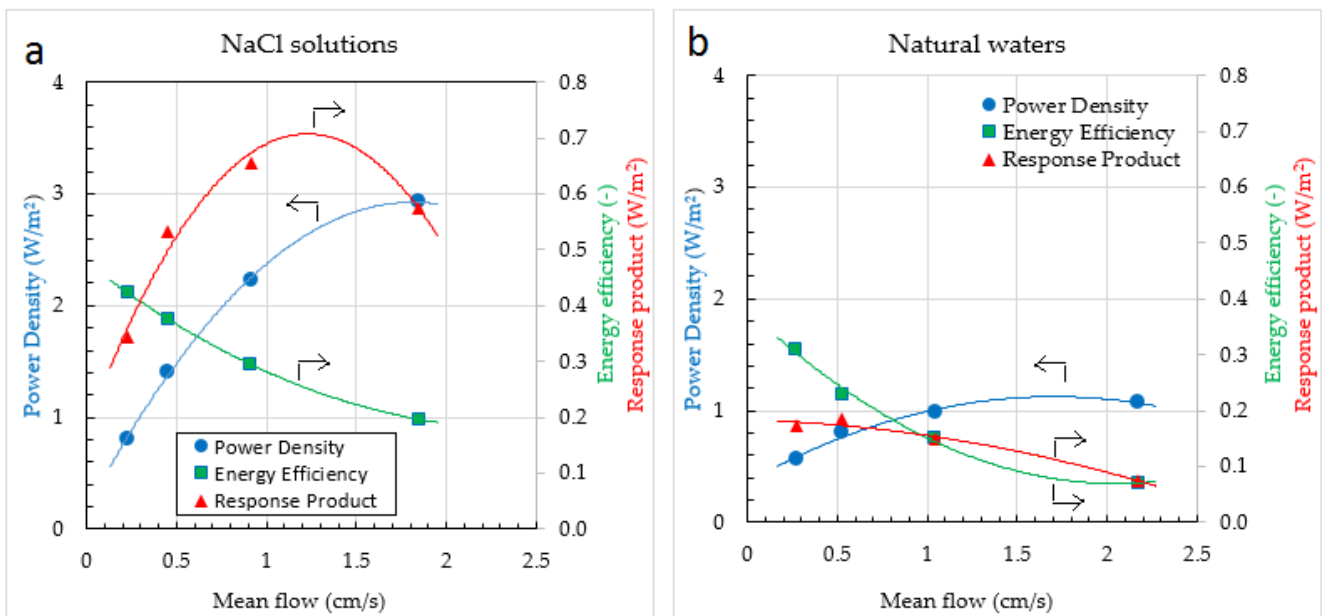 a
NaCl solutions
4
3
2
1
0
0.8
0.7
0.6
0.5
0.4
0.3
0.2
0.1
0.0
Power Density (W/m²)
Energy efficiency (-)
Response product (W/m²)
Power Density
Energy Efficiency
Response Product
0 0.5 1 1.5 2 2.5
Mean flow (cm/s)
b
Natural waters
4
3
2
1
0
0.8
0.7
0.6
0.5
0.4
0.3
0.2
0.1
0.0
Power Density (W/m²)
Energy efficiency (-)
Response product (W/m²)
Power Density
Energy Efficiency
Response Product
0 0.5 1 1.5 2 2.5
Mean flow (cm/s)